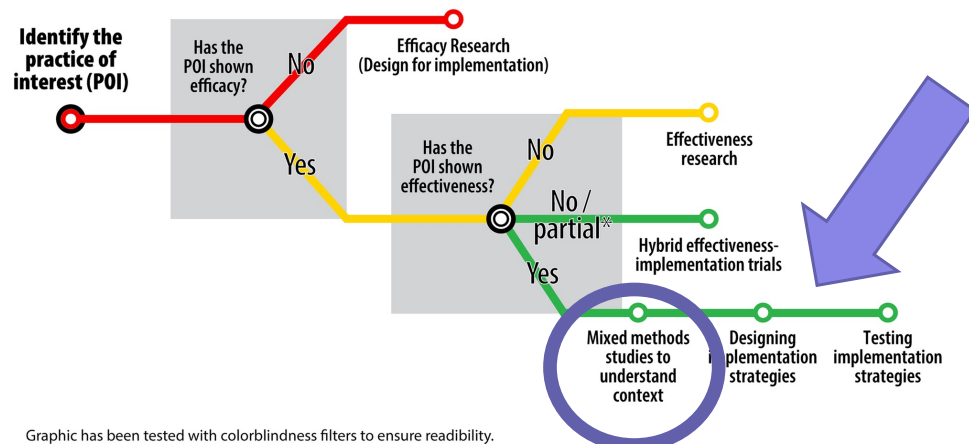 Identify the
practice of
interest (POI)
Has the
POI shown
efficacy?
No
Yes
Efficacy Research
(Design for implementation)
Has the
POI shown
effectiveness?
No
No /
partial*
Yes
Effectiveness
research
Hybrid effectiveness-
implementation trials
Mixed methods
studies to
understand
context
Designing
implementation
strategies
Testing
implementation
strategies
Graphic has been tested with colorblindness filters to ensure readibility.